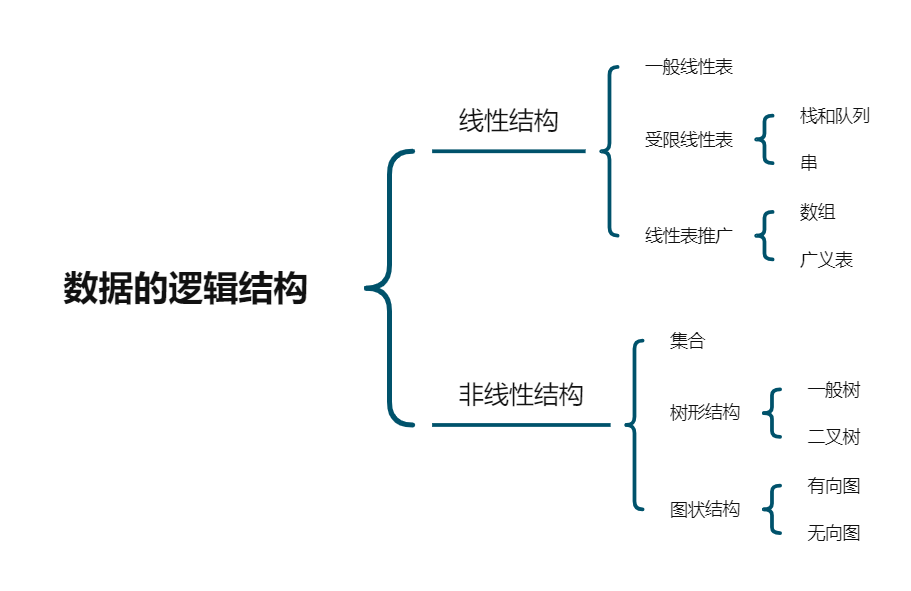 数据的逻辑结构
线性结构
一般线性表
受限线性表
栈和队列
串
线性表推广
数组
广义表
非线性结构
集合
树形结构
一般树
二叉树
图状结构
有向图
无向图